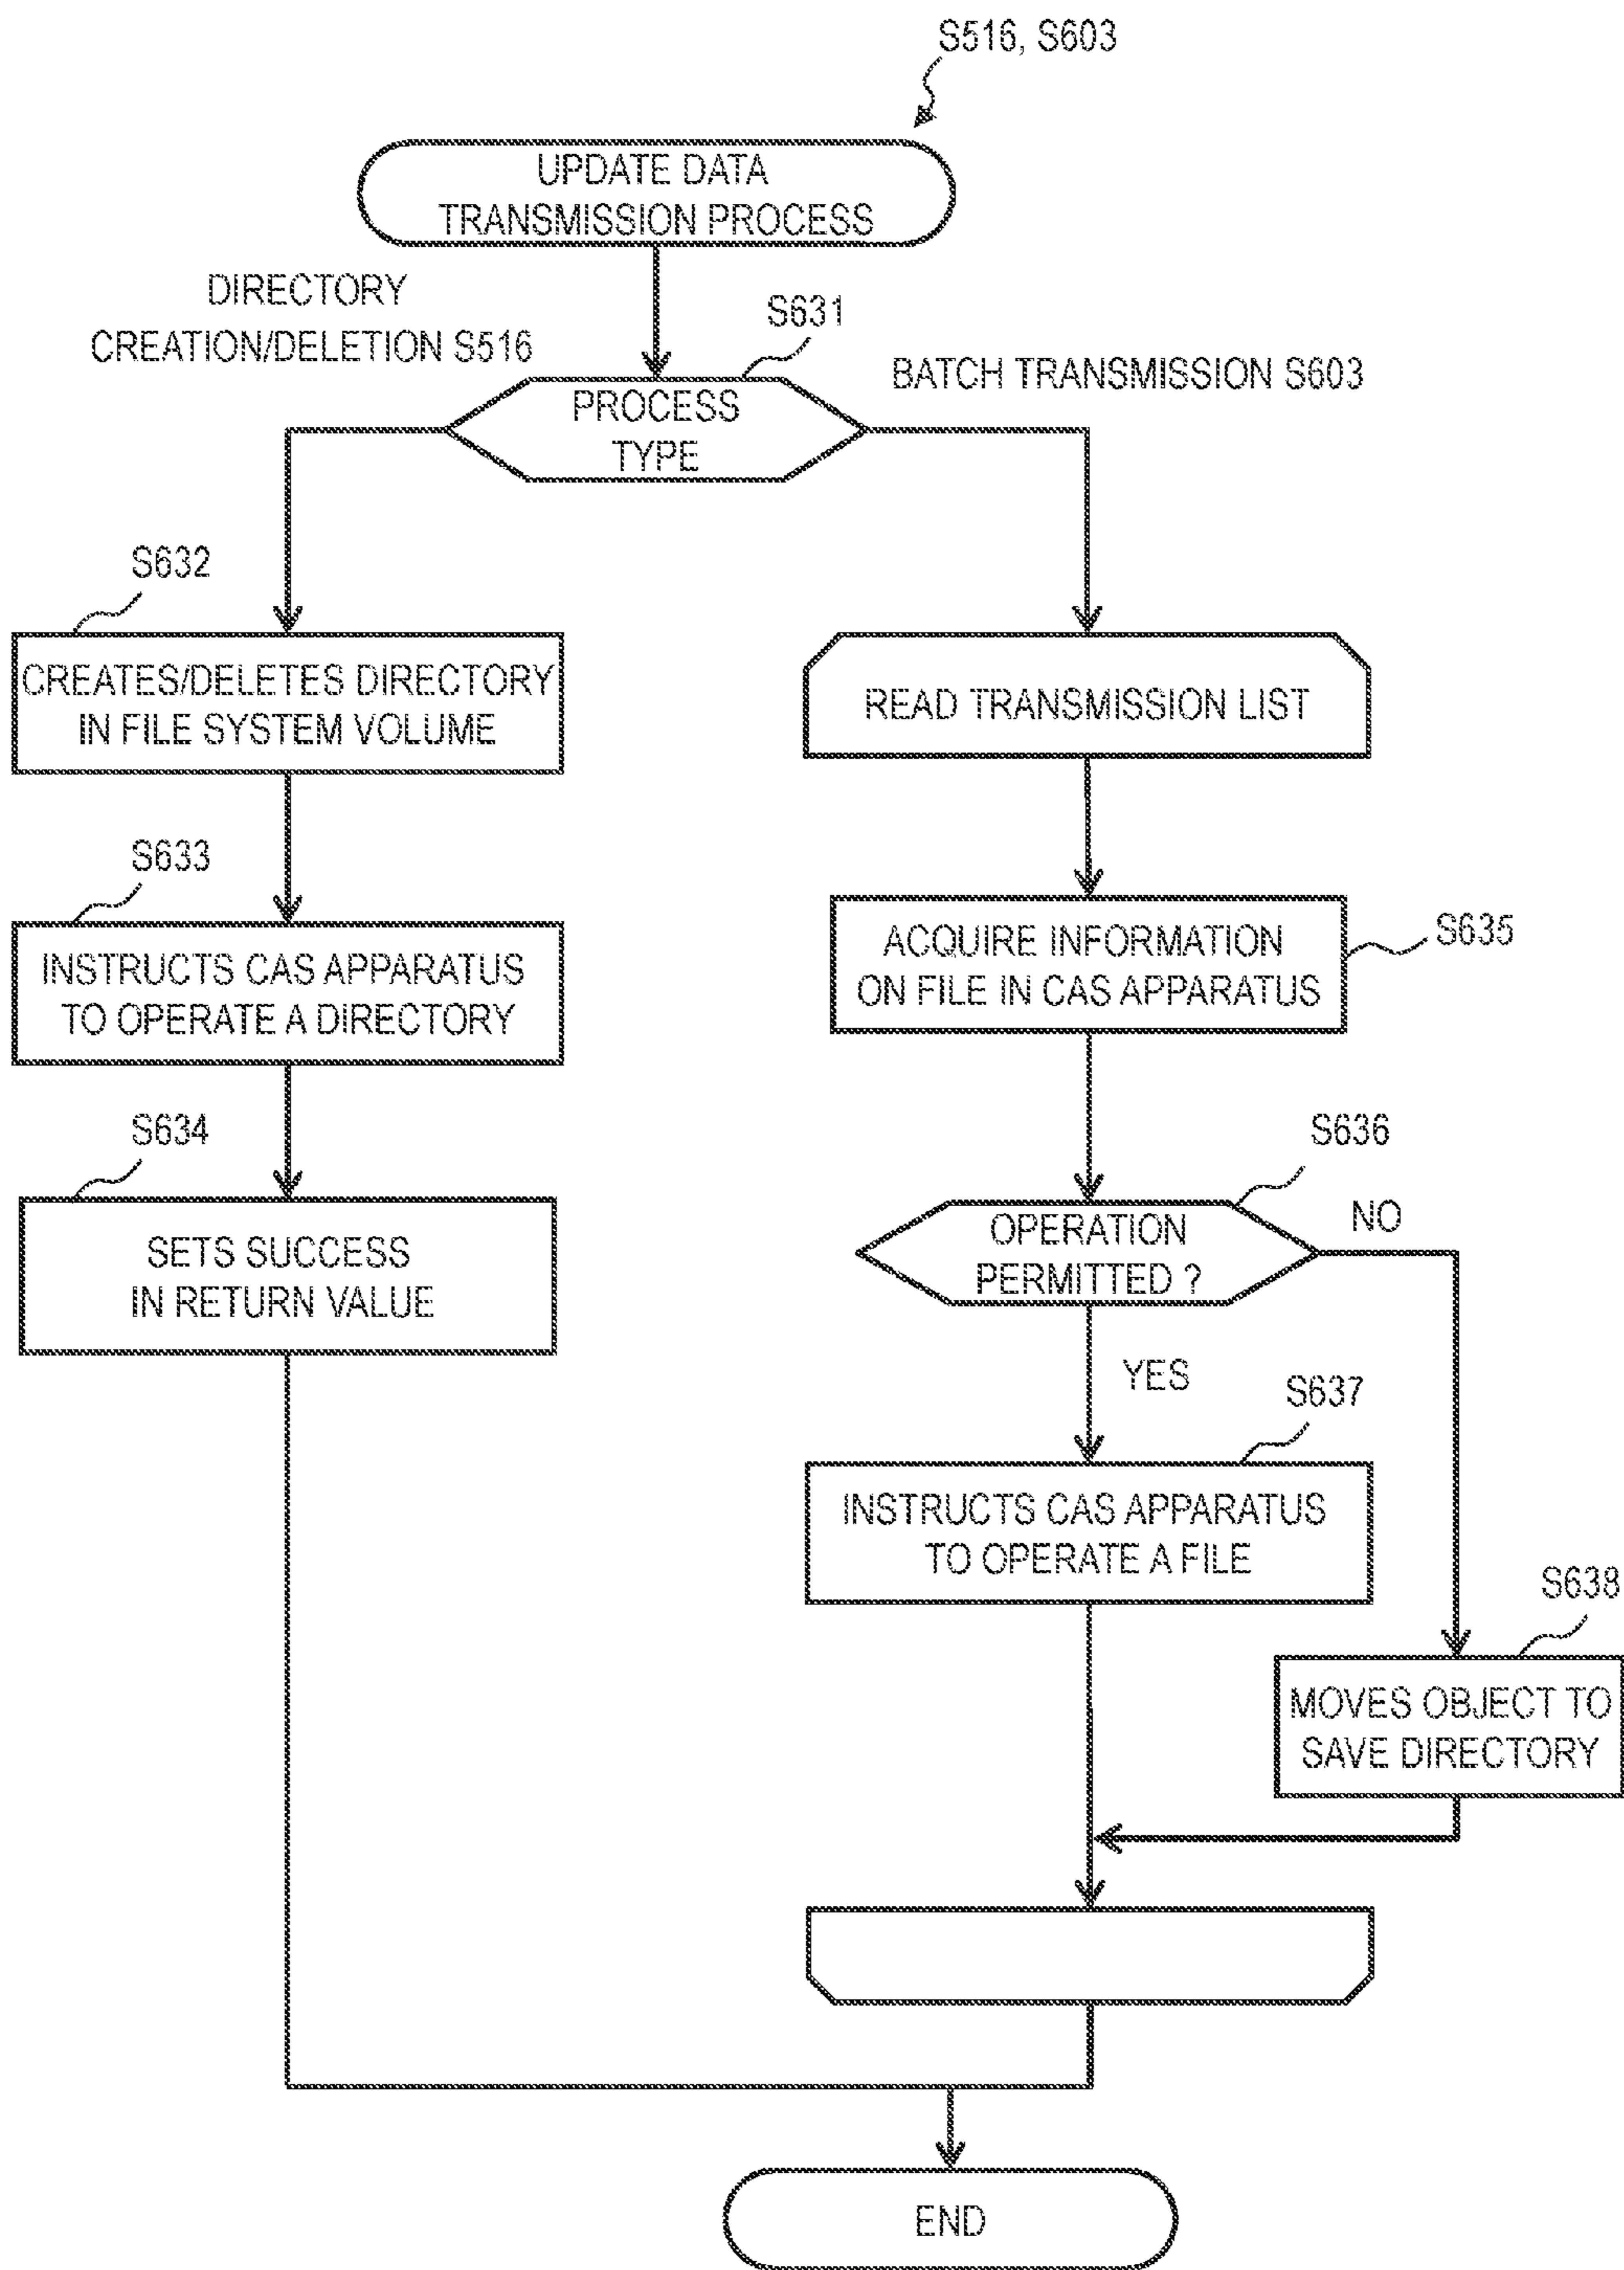 S516, S603
UPDATE DATA
TRANSMISSION PROCESS
DIRECTORY
CREATION/DELETION S516
S631
BATCH TRANSMISSION S603
PROCESS
TYPE
S632
CREATES/DELETES DIRECTORY
IN FILE SYSTEM VOLUME
READ TRANSMISSION LIST
S633
INSTRUCTS CAS APPARATUS
TO OPERATE A DIRECTORY
ACQUIRE INFORMATION
ON FILE IN CAS APPARATUS
S635
S634
SETS SUCCESS
IN RETURN VALUE
S636
OPERATION
PERMITTED ?
NO
YES
S637
INSTRUCTS CAS APPARATUS
TO OPERATE A FILE
S638
MOVES OBJECT TO
SAVE DIRECTORY
END